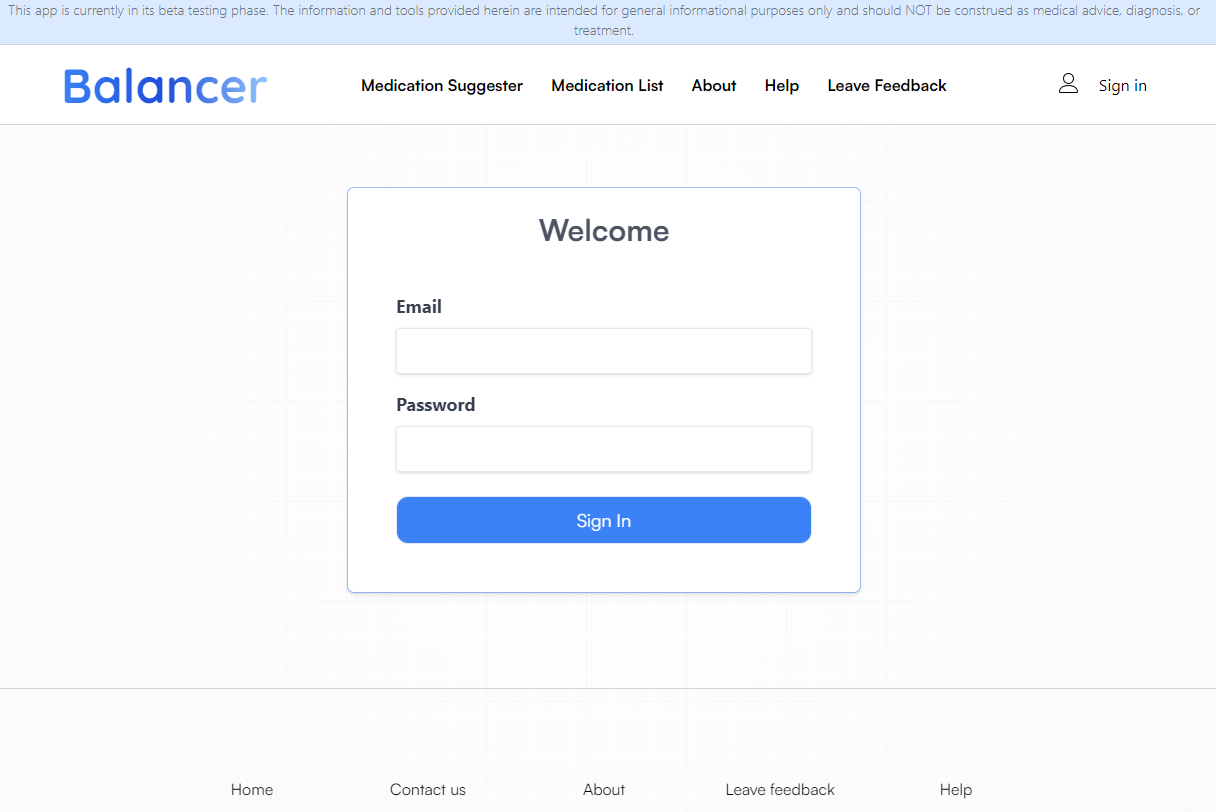 This app is currently in its beta testing phase. The information and tools provided herein are intended for general informational purposes only and should NOT be construed as medical advice, diagnosis, or
treatment.
Balancer Medication Suggester Medication List About Help Leave Feedback Sign in
Welcome
Email
Password
Sign In
Home Contact us About Leave feedback Help